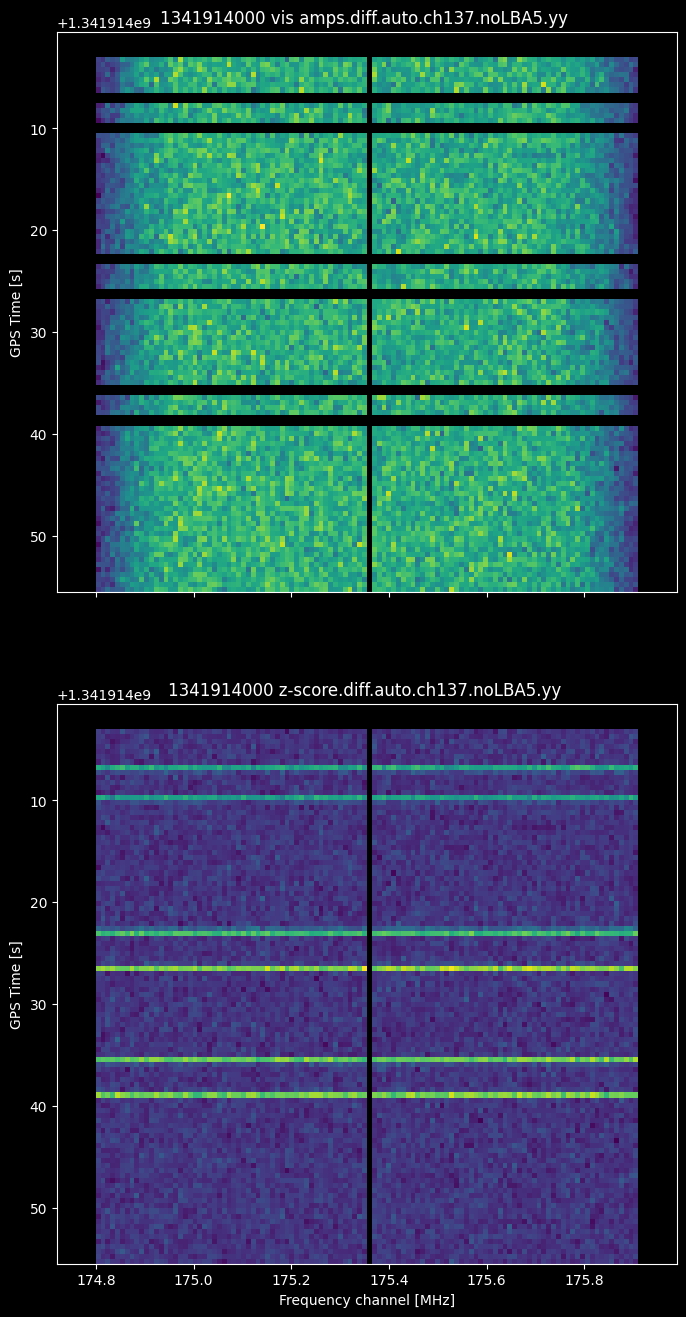 1341914000 vis amps.diff.auto.ch137.noLBA5.yy
+1.341914e9
10
20
30
40
50
GPS Time [s]
1341914000 z-score.diff.auto.ch137.noLBA5.yy
+1.341914e9
10
20
30
40
50
GPS Time [s]
174.8 175.0 175.2 175.4 175.6 175.8
Frequency channel [MHz]